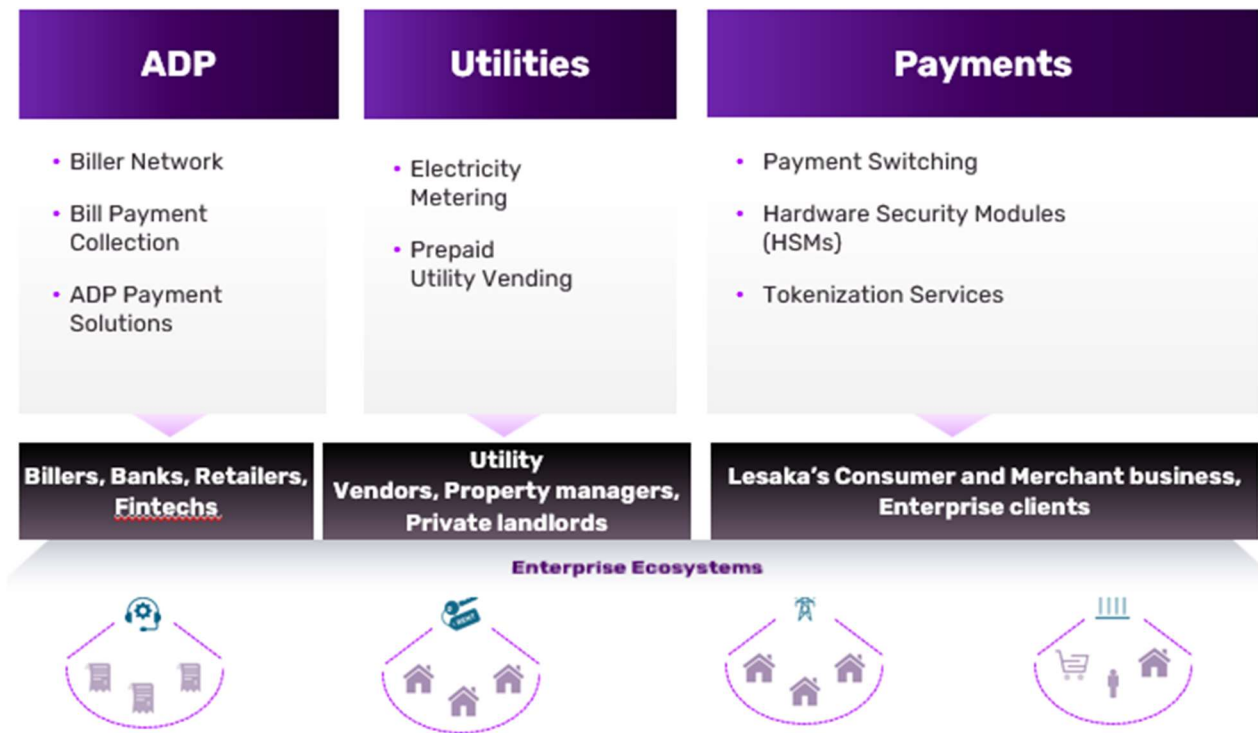 ADP
• Biller Network
• Bill Payment
Collection
• ADP Payment
Solutions
Billers, Banks, Retailers,
Fintechs
Utilities
• Electricity
Metering
• Prepaid
Utility Vending
Utility
Vendors, Property managers,
Private landlords
Payments
• Payment Switching
• Hardware Security Modules
(HSMs)
• Tokenization Services
Lesaka’s Consumer and Merchant business,
Enterprise clients
Enterprise Ecosystems
RENT